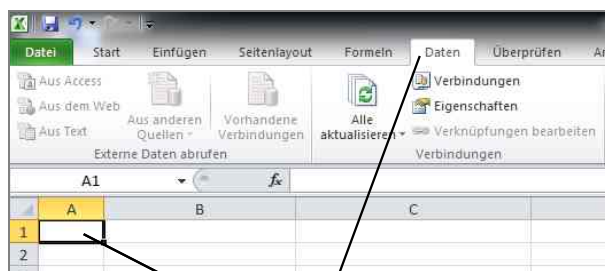 Datei Start Einfügen Seitenlayout Formeln Daten Überprüfen
Aus Access
Aus dem Web
Aus Text
Aus anderen Quellen
Vorhandene Verbindungen
Externe Daten abrufen
Alle aktualisieren
Verbindungen
Eigenschaften
Verknüpfungen bearbeiten
Verbindungen
A1 fx
A B C
1
2